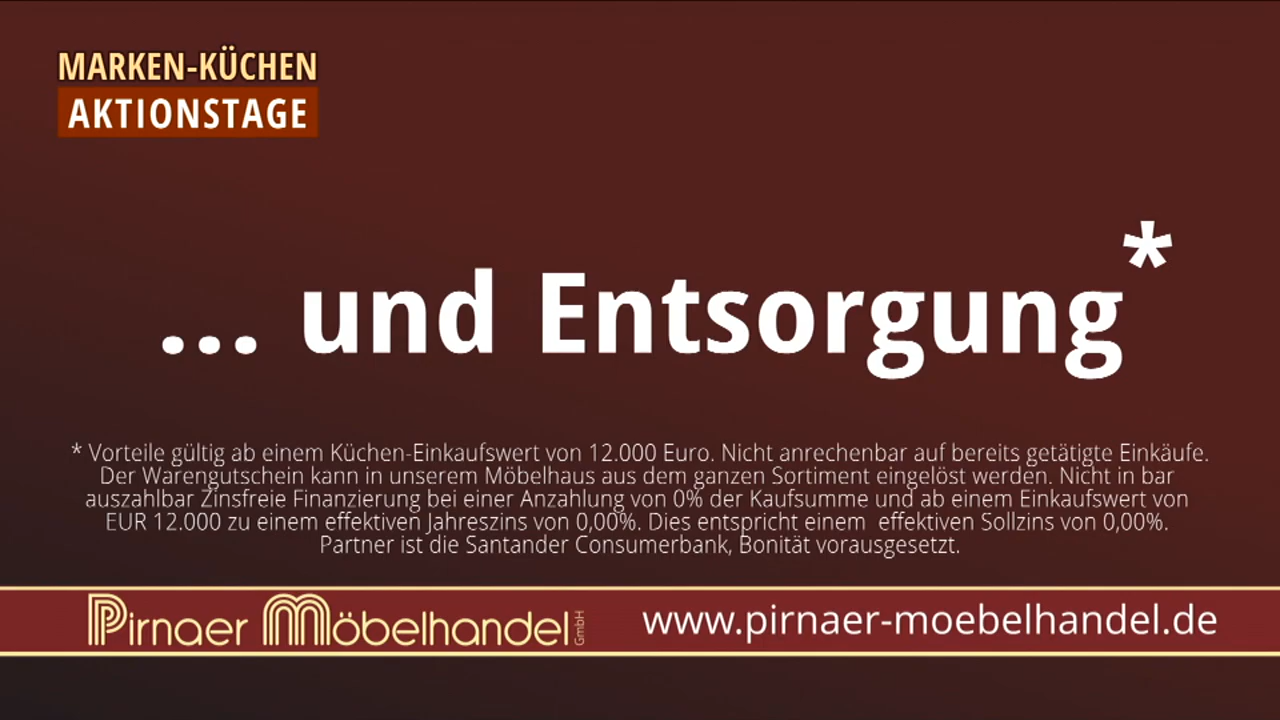 MARKEN-KÜCHEN
AKTIONSTAGE
... und Entsorgung*
* Vorteile gültig ab einem Küchen-Einkaufswert von 12.000 Euro. Nicht anrechenbar auf bereits getätigte Einkäufe.
Der Warengutschein kann in unserem Möbelhaus aus dem ganzen Sortiment eingelöst werden. Nicht in bar
auszahlbar Zinsfreie Finanzierung bei einer Anzahlung von 0% der Kaufsumme und ab einem Einkaufswert von
EUR 12.000 zu einem effektiven Jahreszins von 0,00%. Dies entspricht einem  effektiven Sollzins von 0,00%.
Partner ist die Santander Consumerbank, Bonität vorausgesetzt.
Pirnaer Möbelhandel GmbH www.pirnaer-moebelhandel.de